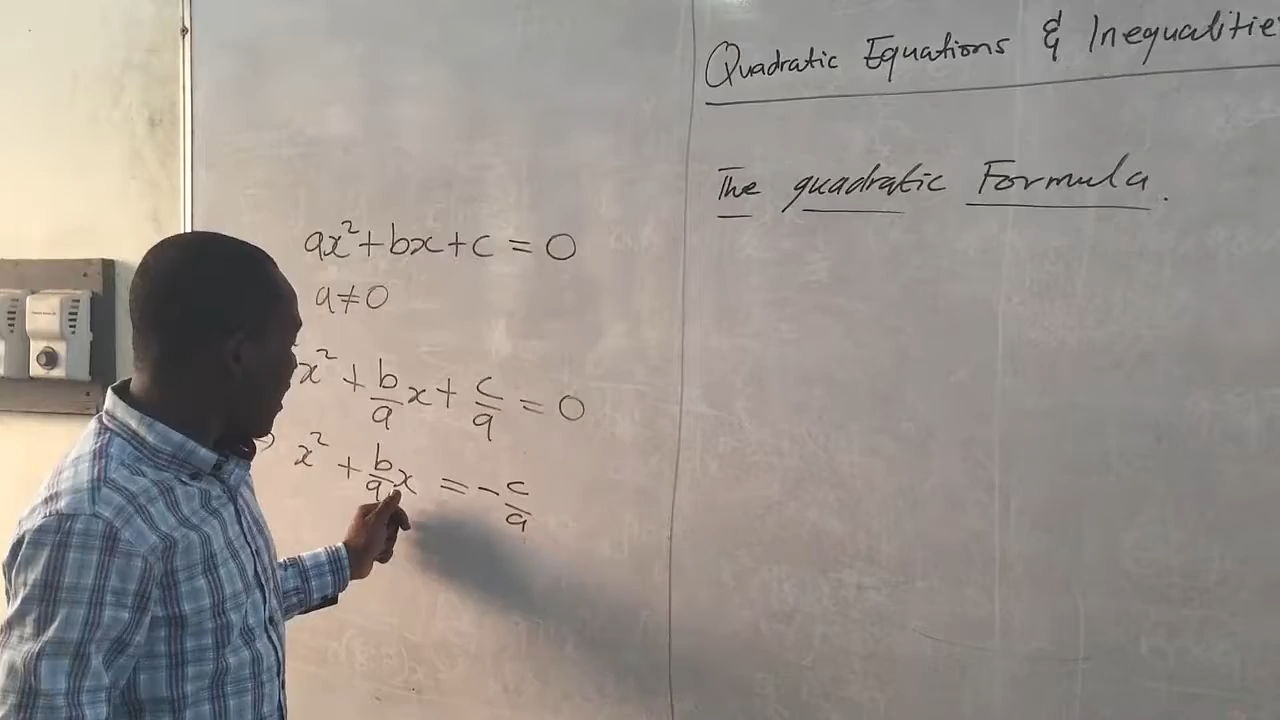 Quadratic Equations & Inequalitie
The quadratic Formula.
ax²+bx+c=0
a≠0
x²+b/a x+c/a=0
x²+b/a x=-c/a